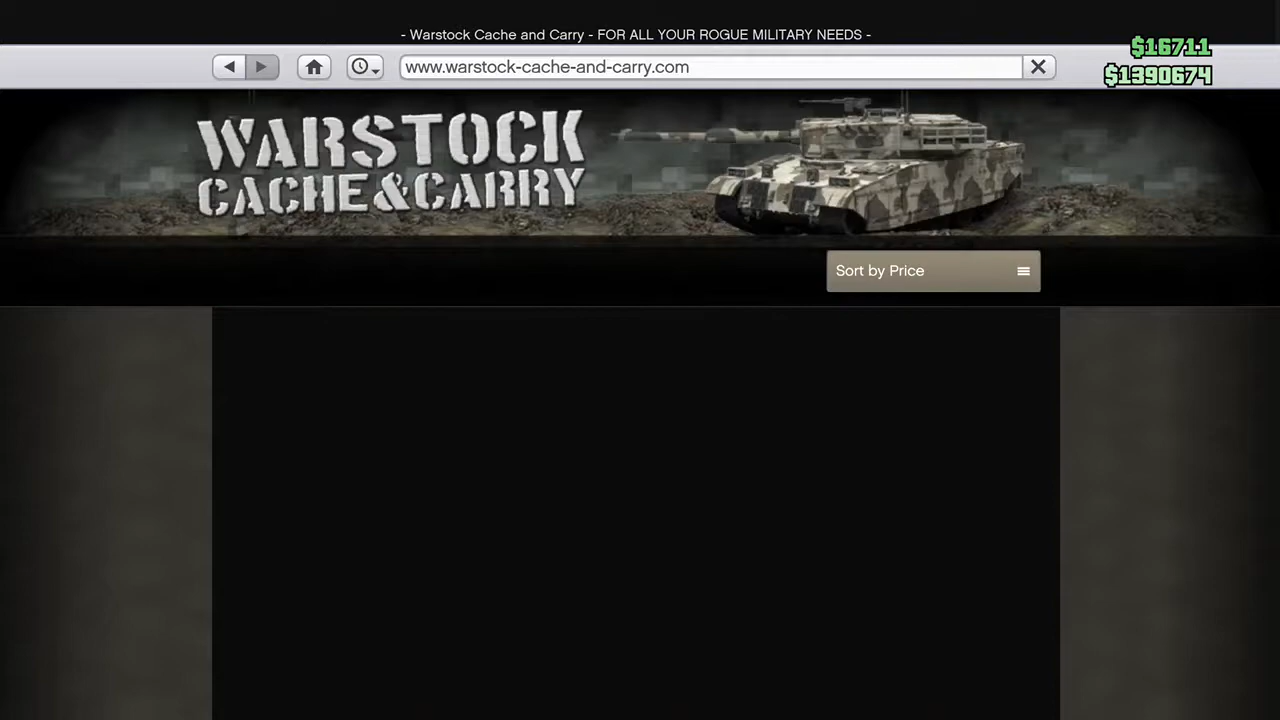 - Warstock Cache and Carry - FOR ALL YOUR ROGUE MILITARY NEEDS -
$16711
www.warstock-cache-and-carry.com
$1390674
WARSTOCK
CACHE&CARRY
Sort by Price